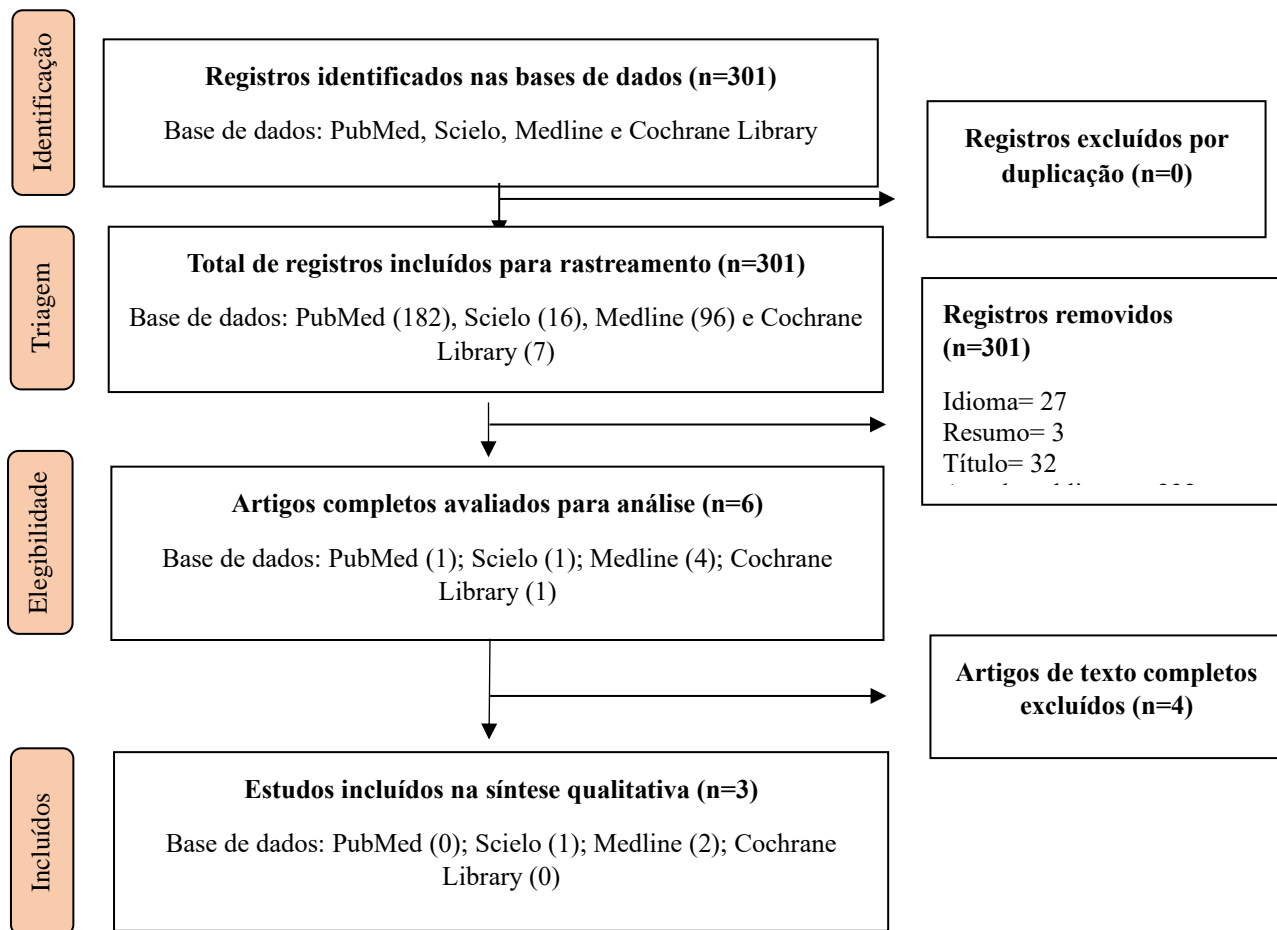 Identificação
Registros identificados nas bases de dados (n=301)
Base de dados: PubMed, Scielo, Medline e Cochrane Library
Registros excluídos por
duplicação (n=0)
Triagem
Total de registros incluídos para rastreamento (n=301)
Base de dados: PubMed (182), Scielo (16), Medline (96) e Cochrane
Library (7)
Registros removidos
(n=301)
Idioma= 27
Resumo= 3
Título= 32
Elegibilidade
Artigos completos avaliados para análise (n=6)
Base de dados: PubMed (1); Scielo (1); Medline (4); Cochrane
Library (1)
Artigos de texto completos
excluídos (n=4)
Incluídos
Estudos incluídos na síntese qualitativa (n=3)
Base de dados: PubMed (0); Scielo (1); Medline (2); Cochrane
Library (0)